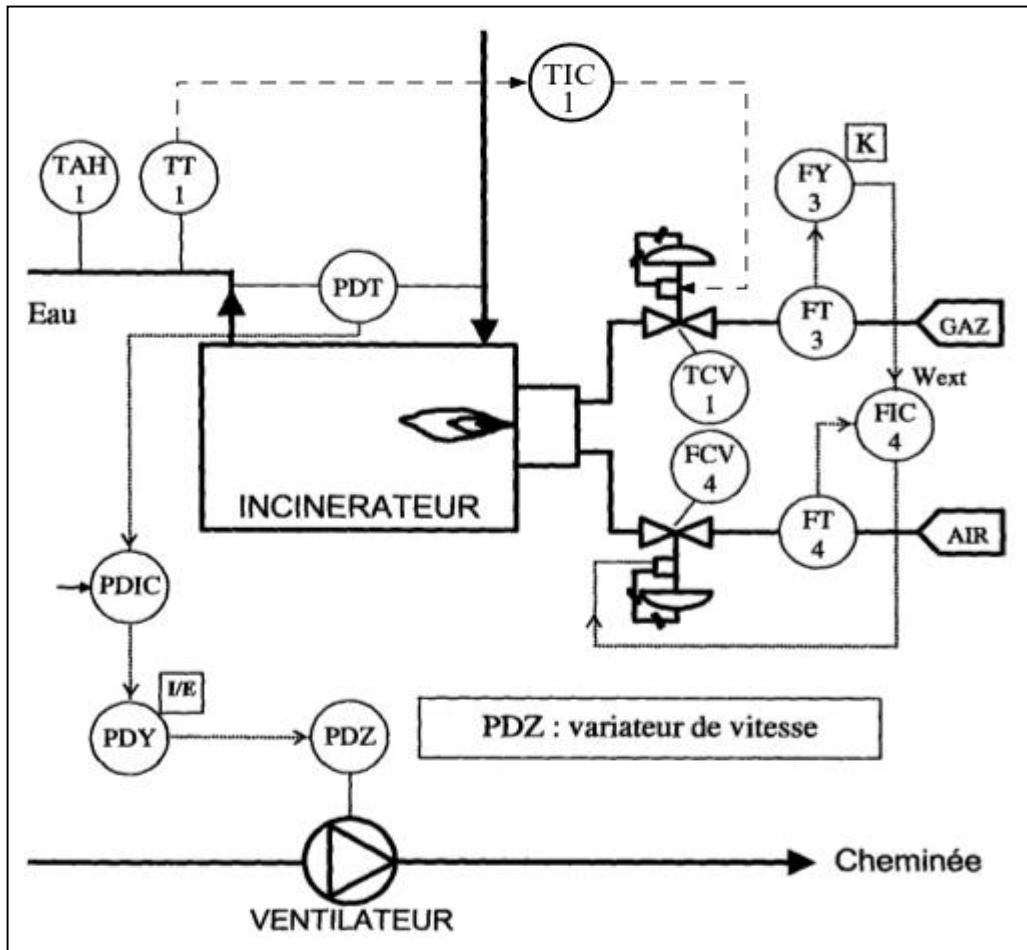 TIC
1
TAH
1
TT
1
K
FY
3
PDT
Eau
FT
3
GAZ
TCV
1
Wext
FIC
4
FCV
4
INCINERATEUR
FT
4
AIR
PDIC
I/E
PDY
PDZ
PDZ : variateur de vitesse
Cheminée
VENTILATEUR